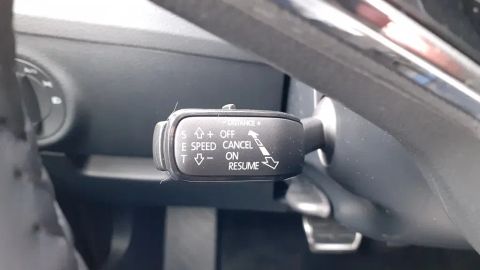 - DISTANCE +
S ⇧ + OFF
E SPEED CANCEL
T ⇩ - ON
RESUME